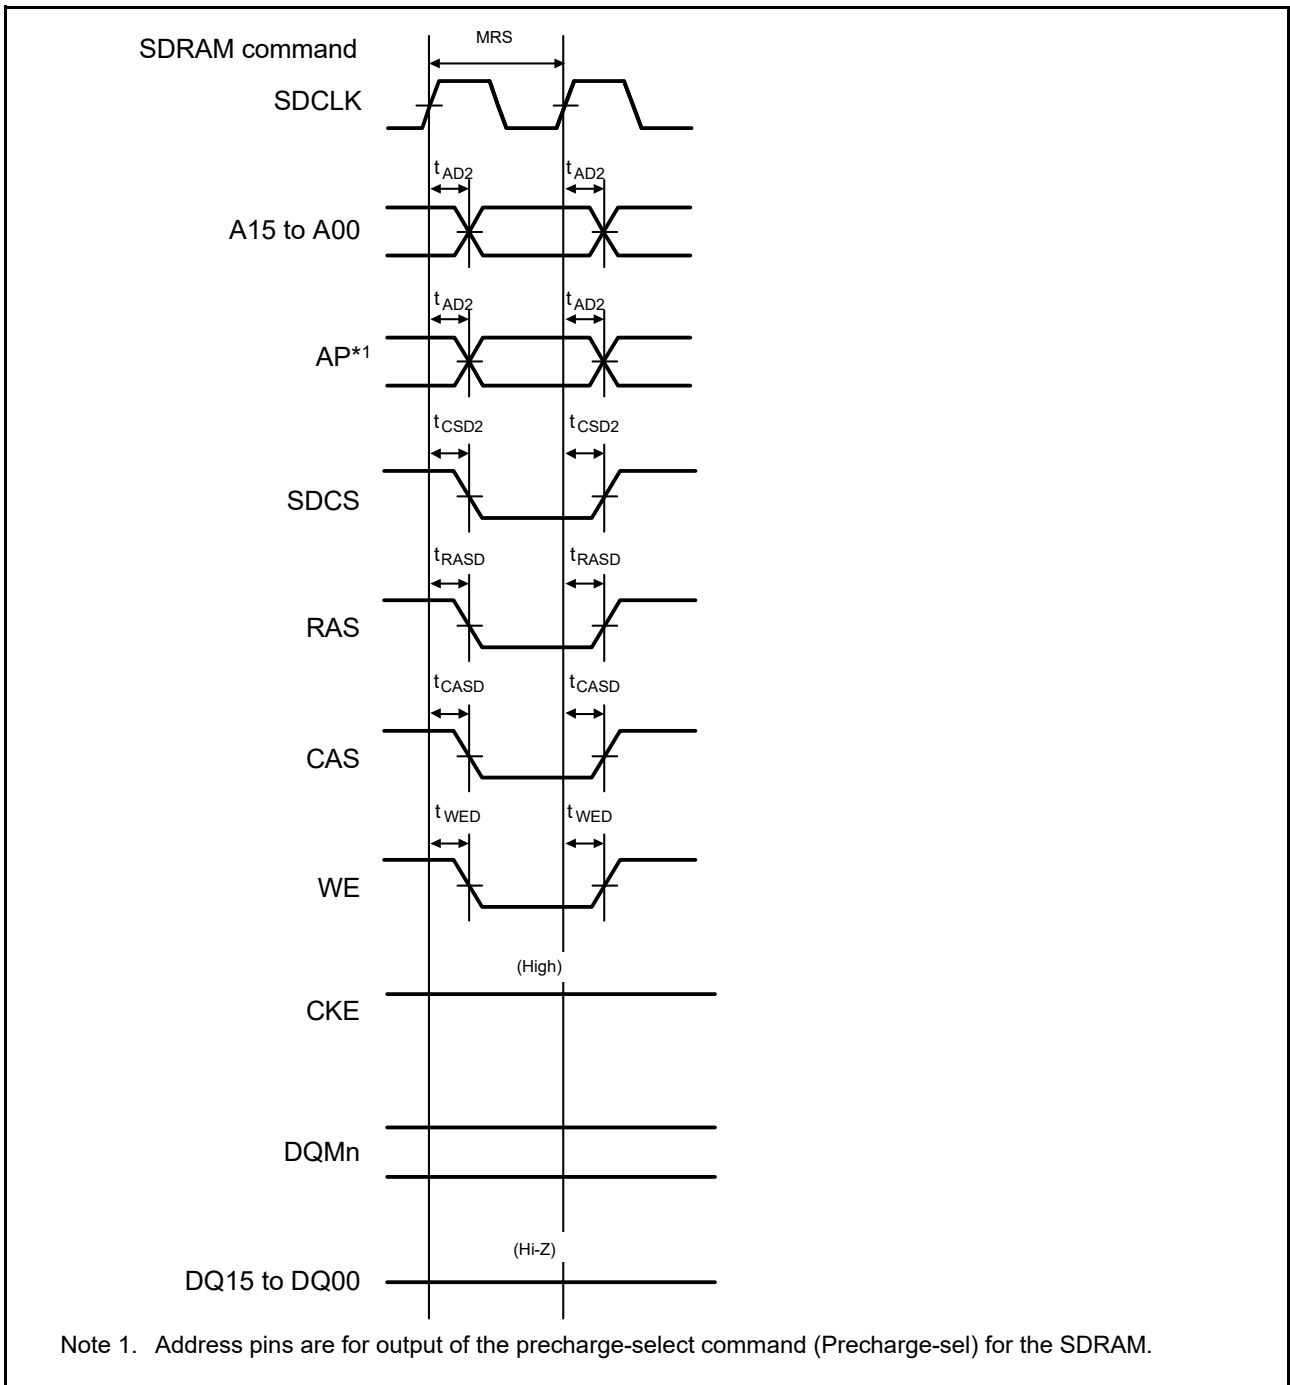 MRS
SDRAM command
SDCLK
tAD2 tAD2
A15 to A00
tAD2 tAD2
AP*1
tCSD2 tCSD2
SDCS
tRASD tRASD
RAS
tCASD tCASD
CAS
tWED tWED
WE
(High)
CKE
DQMn
(Hi-Z)
DQ15 to DQ00
Note 1. Address pins are for output of the precharge-select command (Precharge-sel) for the SDRAM.